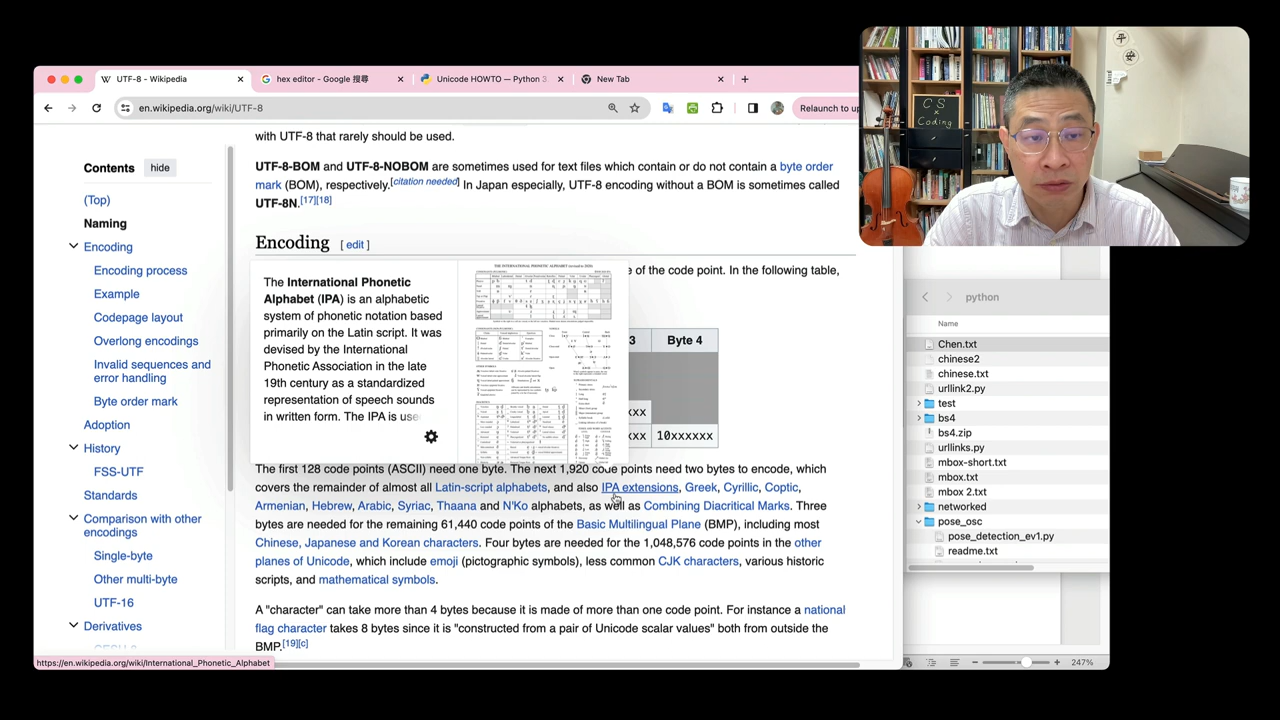 UTF-8 - Wikipedia
hex editor - Google 搜尋
Unicode HOWTO — Python 3.
New Tab
en.wikipedia.org/wiki/UTF-8
Relaunch to up
Contents
hide
(Top)
Naming
Encoding
Encoding process
Example
Codepage layout
Overlong encodings
Invalid sequences and
error handling
Byte order mark
Adoption
History
FSS-UTF
Standards
Comparison with other
encodings
Single-byte
Other multi-byte
UTF-16
Derivatives
with UTF-8 that rarely should be used.
UTF-8-BOM and UTF-8-NOBOM are sometimes used for text files which contain or do not contain a byte order
mark (BOM), respectively.[citation needed] In Japan especially, UTF-8 encoding without a BOM is sometimes called
UTF-8N.[17][18]
Encoding [ edit ]
e of the code point. In the following table,
The International Phonetic
Alphabet (IPA) is an alphabetic
system of phonetic notation based
primarily on the Latin script. It was
devised by the International
Phonetic Association in the late
19th century as a standardized
representation of speech sounds
in written form. The IPA is use
THE INTERNATIONAL PHONETIC ALPHABET (revised to 2020)
3 Byte 4
xxx
xxx 10xxxxxx
The first 128 code points (ASCII) need one byte. The next 1,920 code points need two bytes to encode, which
covers the remainder of almost all Latin-script alphabets, and also IPA extensions, Greek, Cyrillic, Coptic,
Armenian, Hebrew, Arabic, Syriac, Thaana and N'Ko alphabets, as well as Combining Diacritical Marks. Three
bytes are needed for the remaining 61,440 code points of the Basic Multilingual Plane (BMP), including most
Chinese, Japanese and Korean characters. Four bytes are needed for the 1,048,576 code points in the other
planes of Unicode, which include emoji (pictographic symbols), less common CJK characters, various historic
scripts, and mathematical symbols.
A "character" can take more than 4 bytes because it is made of more than one code point. For instance a national
flag character takes 8 bytes since it is "constructed from a pair of Unicode scalar values" both from outside the
BMP.[19][c]
https://en.wikipedia.org/wiki/International_Phonetic_Alphabet
CS
x
Coding
平
安
python
Name
Chen.txt
chinese2
chinese.txt
urllink2.py
test
bs4
bs4.zip
urllinks.py
mbox-short.txt
mbox.txt
mbox 2.txt
networked
pose_osc
pose_detection_ev1.py
readme.txt
247%